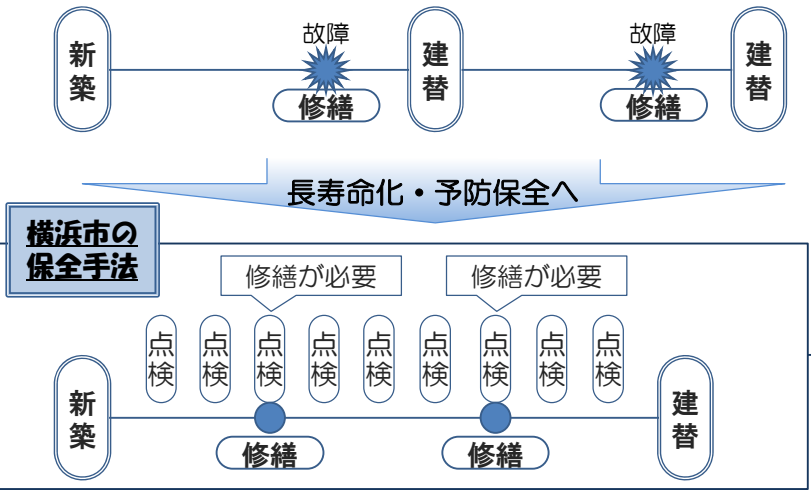 故障
故障
新築
建替
建替
修繕
修繕
長寿命化・予防保全へ
横浜市の
保全手法
修繕が必要
修繕が必要
点検
点検
点検
点検
点検
点検
点検
点検
点検
新築
建替
修繕
修繕